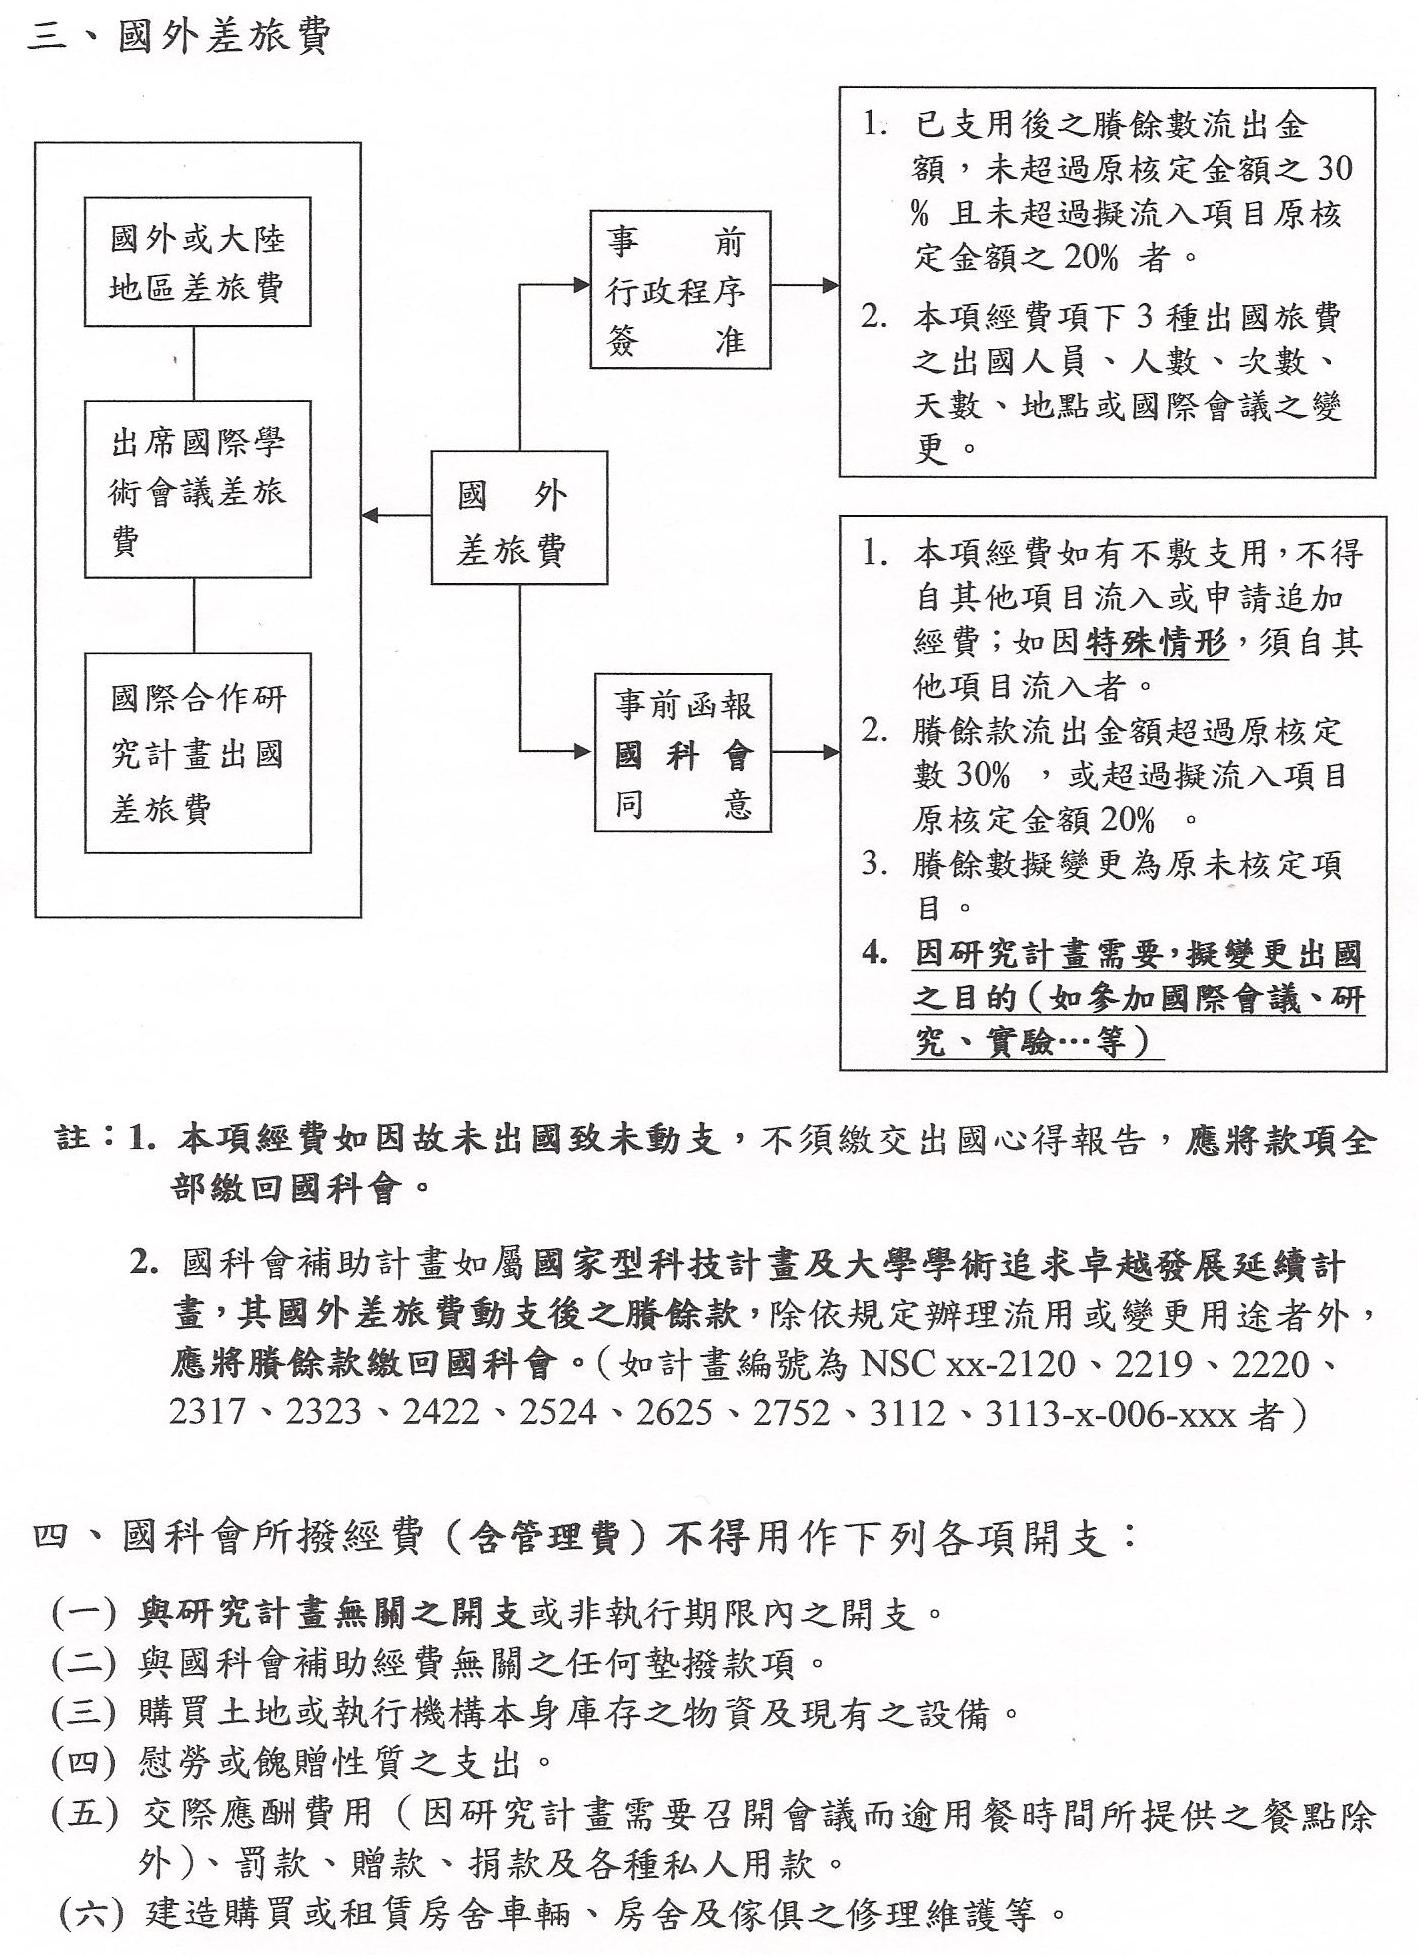 三、國外差旅費
國外或大陸
地區差旅費
出席國際學
術會議差旅
費
國際合作研
究計畫出國
差旅費
國 外
差旅費
事 前
行政程序
簽 准
1. 已支用後之賸餘數流出金
額，未超過原核定金額之 30
% 且未超過擬流入項目原核
定金額之 20% 者。
2. 本項經費項下 3 種出國旅費
之出國人員、人數、次數、
天數、地點或國際會議之變
更。
事前函報
國 科 會
同 意
1. 本項經費如有不敷支用，不得
自其他項目流入或申請追加
經費；如因特殊情形，須自其
他項目流入者。
2. 賸餘款流出金額超過原核定
數 30% ，或超過擬流入項目
原核定金額 20% 。
3. 賸餘數擬變更為原未核定項
目。
4. 因研究計畫需要，擬變更出國
之目的（如參加國際會議、研
究、實驗…等）
註：1. 本項經費如因故未出國致未動支，不須繳交出國心得報告，應將款項全
部繳回國科會。
2. 國科會補助計畫如屬國家型科技計畫及大學學術追求卓越發展延續計
畫，其國外差旅費動支後之賸餘款，除依規定辦理流用或變更用途者外，
應將賸餘款繳回國科會。（如計畫編號為 NSC xx-2120、2219、2220、
2317、2323、2422、2524、2625、2752、3112、3113-x-006-xxx 者）
四、國科會所撥經費（含管理費）不得用作下列各項開支：
(一) 與研究計畫無關之開支或非執行期限內之開支。
(二) 與國科會補助經費無關之任何墊撥款項。
(三) 購買土地或執行機構本身庫存之物資及現有之設備。
(四) 慰勞或餽贈性質之支出。
(五) 交際應酬費用（因研究計畫需要召開會議而逾用餐時間所提供之餐點除
外）、罰款、贈款、捐款及各種私人用款。
(六) 建造購買或租賃房舍車輛、房舍及傢俱之修理維護等。